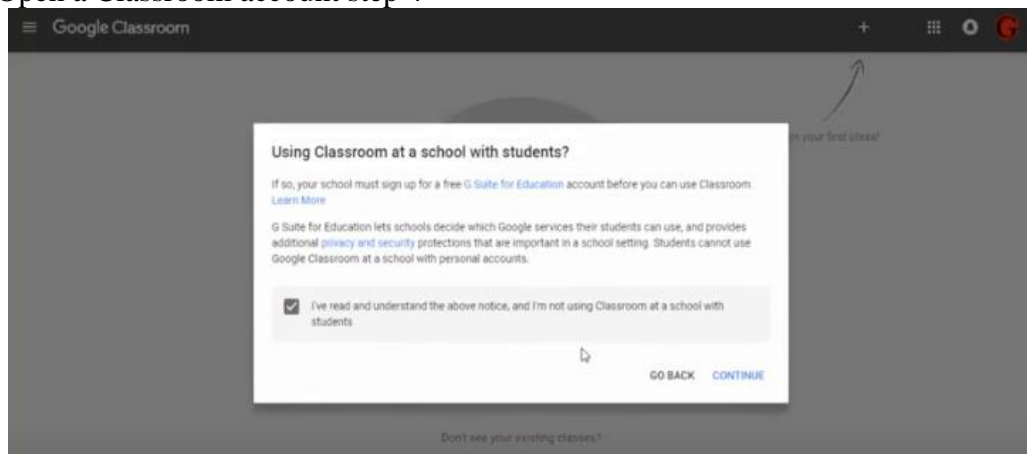 Open a Classroom account step 4
Google Classroom
your first class!
Using Classroom at a school with students?
If so, your school must sign up for a free G Suite for Education account before you can use Classroom.
Learn More
G Suite for Education lets schools decide which Google services their students can use, and provides
additional privacy and security protections that are important in a school setting. Students cannot use
Google Classroom at a school with personal accounts.
I've read and understand the above notice, and I'm not using Classroom at a school with
students
GO BACK CONTINUE
Don't see your existing classes?